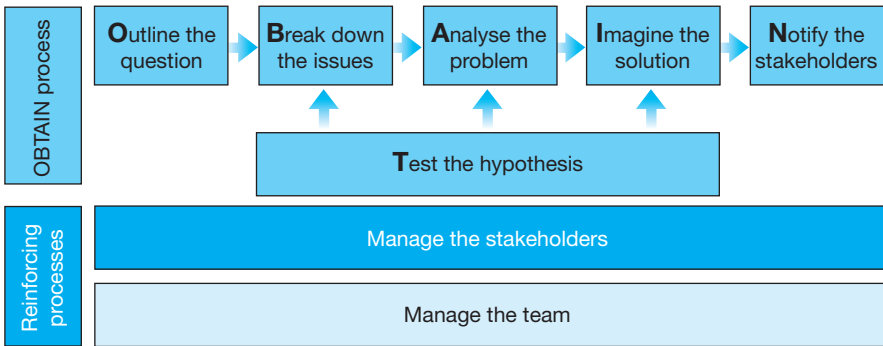 OBTAIN process
Outline the
question
Break down
the issues
Analyse the
problem
Imagine the
solution
Notify the
stakeholders
Test the hypothesis
Reinforcing
processes
Manage the stakeholders
Manage the team